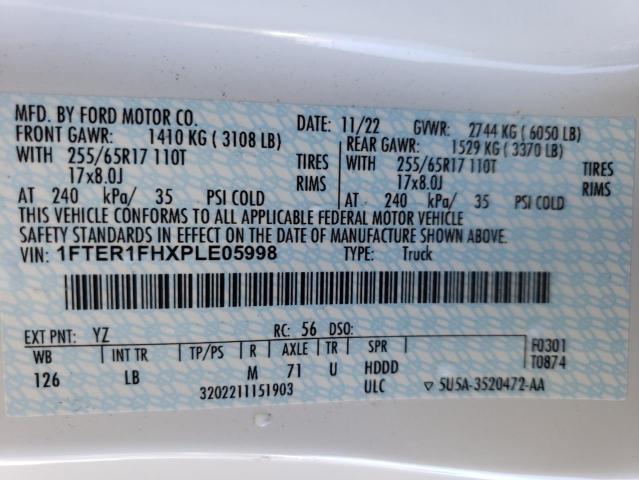 MFD. BY FORD MOTOR CO. DATE: 11/22 GVWR: 2744 KG ( 6050 LB)
FRONT GAWR: 1410 KG ( 3108 LB) REAR GAWR: 1529 KG ( 3370 LB)
WITH 255/65R17 110T TIRES WITH 255/65R17 110T TIRES
17x8.0J RIMS 17x8.0J RIMS
AT 240 kPa/ 35 PSI COLD AT 240 kPa/ 35 PSI COLD
THIS VEHICLE CONFORMS TO ALL APPLICABLE FEDERAL MOTOR VEHICLE
SAFETY STANDARDS IN EFFECT ON THE DATE OF MANUFACTURE SHOWN ABOVE.
VIN: 1FTER1FHXPLE05998 TYPE: Truck
EXT PNT: YZ RC: 56 DSO:
WB INT TR TP/PS R AXLE TR SPR F0301
126 LB M 71 U HDDD T0874
3202211151903 ULC ▽ 5U5A-3520472-AA